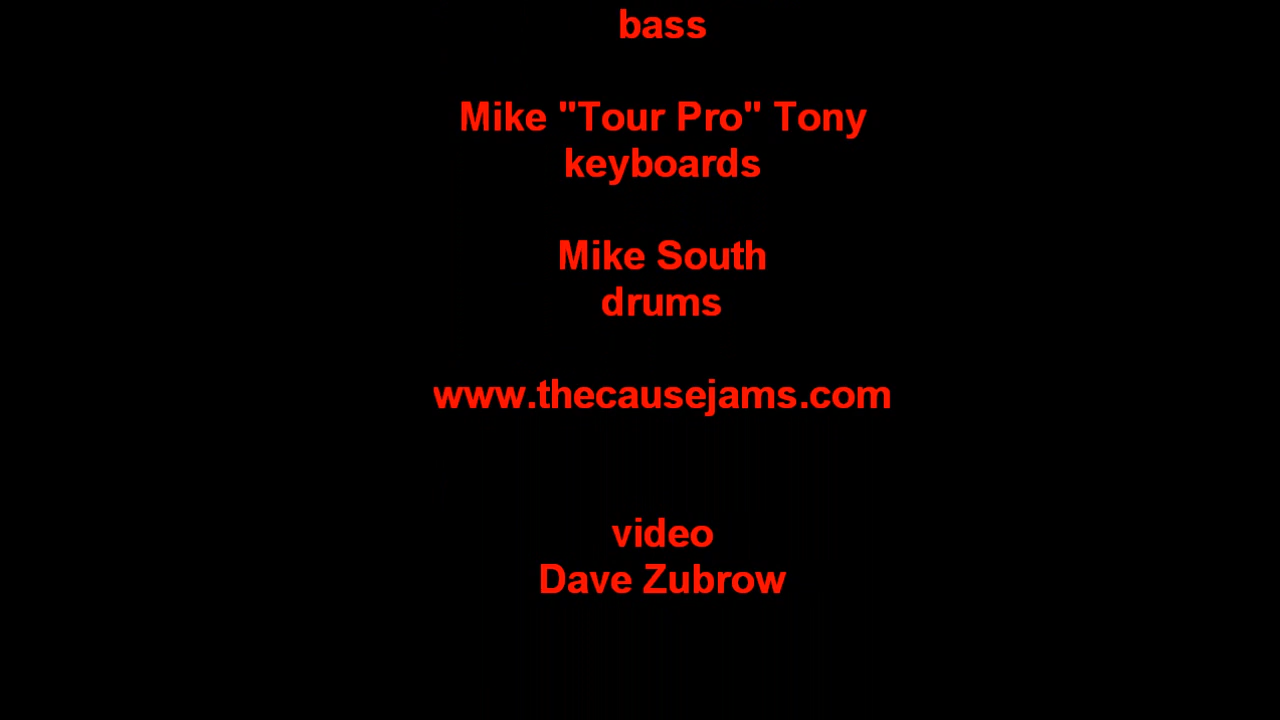 bass
Mike "Tour Pro" Tony
keyboards
Mike South
drums
www.thecausejams.com
video
Dave Zubrow